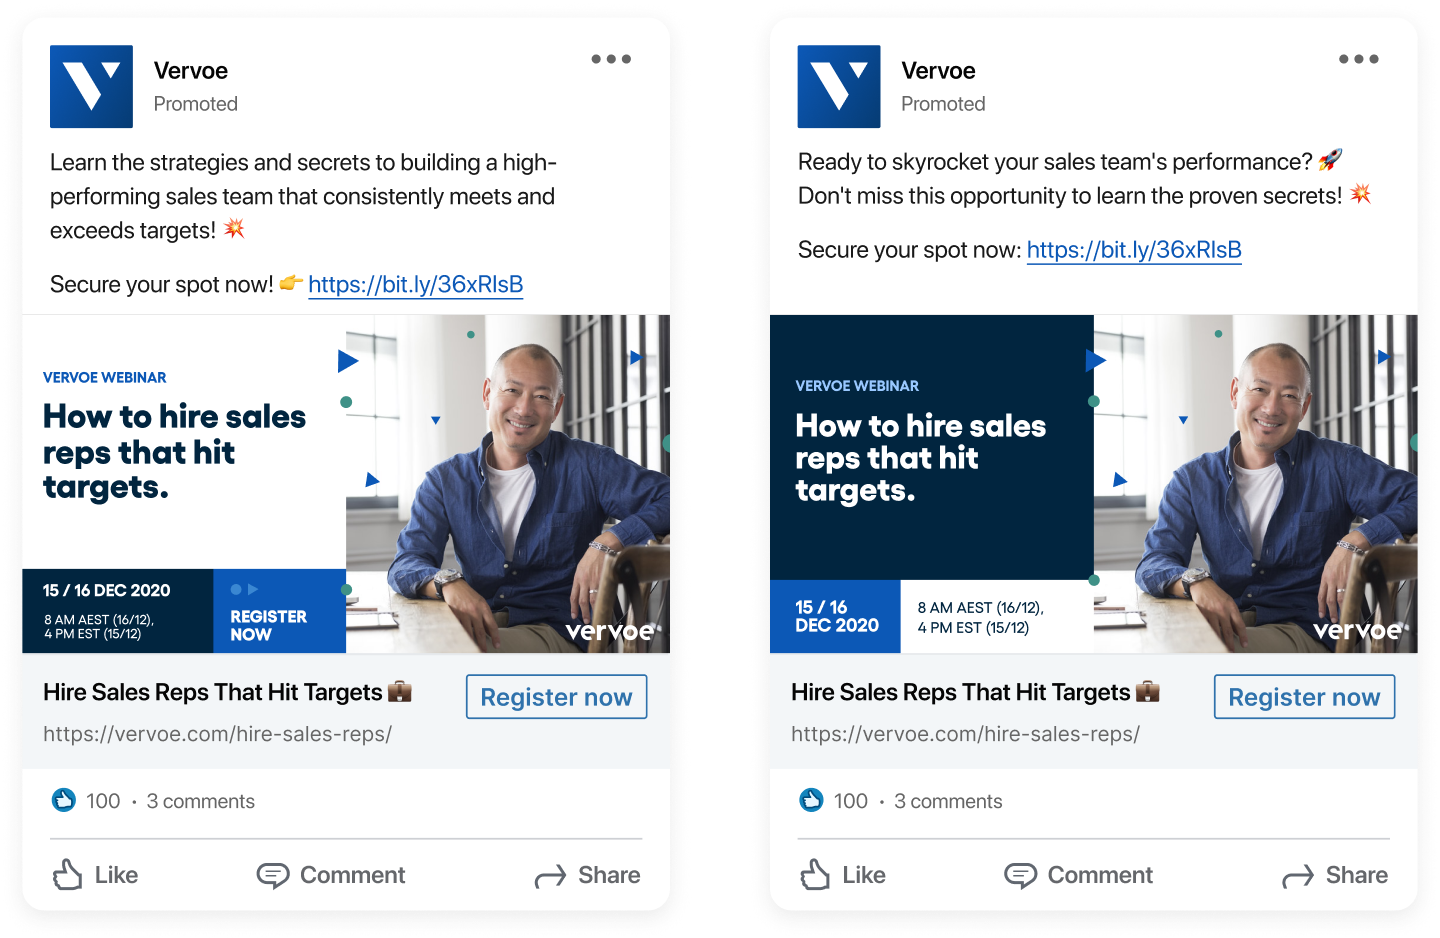 Vervoe
Promoted
Learn the strategies and secrets to building a high-
performing sales team that consistently meets and
exceeds targets! 💥
Secure your spot now! 👉 https://bit.ly/36xRlsB
VERVOE WEBINAR
How to hire sales
reps that hit
targets.
15 / 16 DEC 2020
8 AM AEST (16/12),
4 PM EST (15/12)
REGISTER
NOW
vervoe
Hire Sales Reps That Hit Targets 💼
Register now
https://vervoe.com/hire-sales-reps/
100 • 3 comments
Like
Comment
Share
Vervoe
Promoted
Ready to skyrocket your sales team's performance? 🚀
Don't miss this opportunity to learn the proven secrets! 💥
Secure your spot now: https://bit.ly/36xRlsB
VERVOE WEBINAR
How to hire sales
reps that hit
targets.
15 / 16
DEC 2020
8 AM AEST (16/12),
4 PM EST (15/12)
vervoe
Hire Sales Reps That Hit Targets 💼
Register now
https://vervoe.com/hire-sales-reps/
100 • 3 comments
Like
Comment
Share